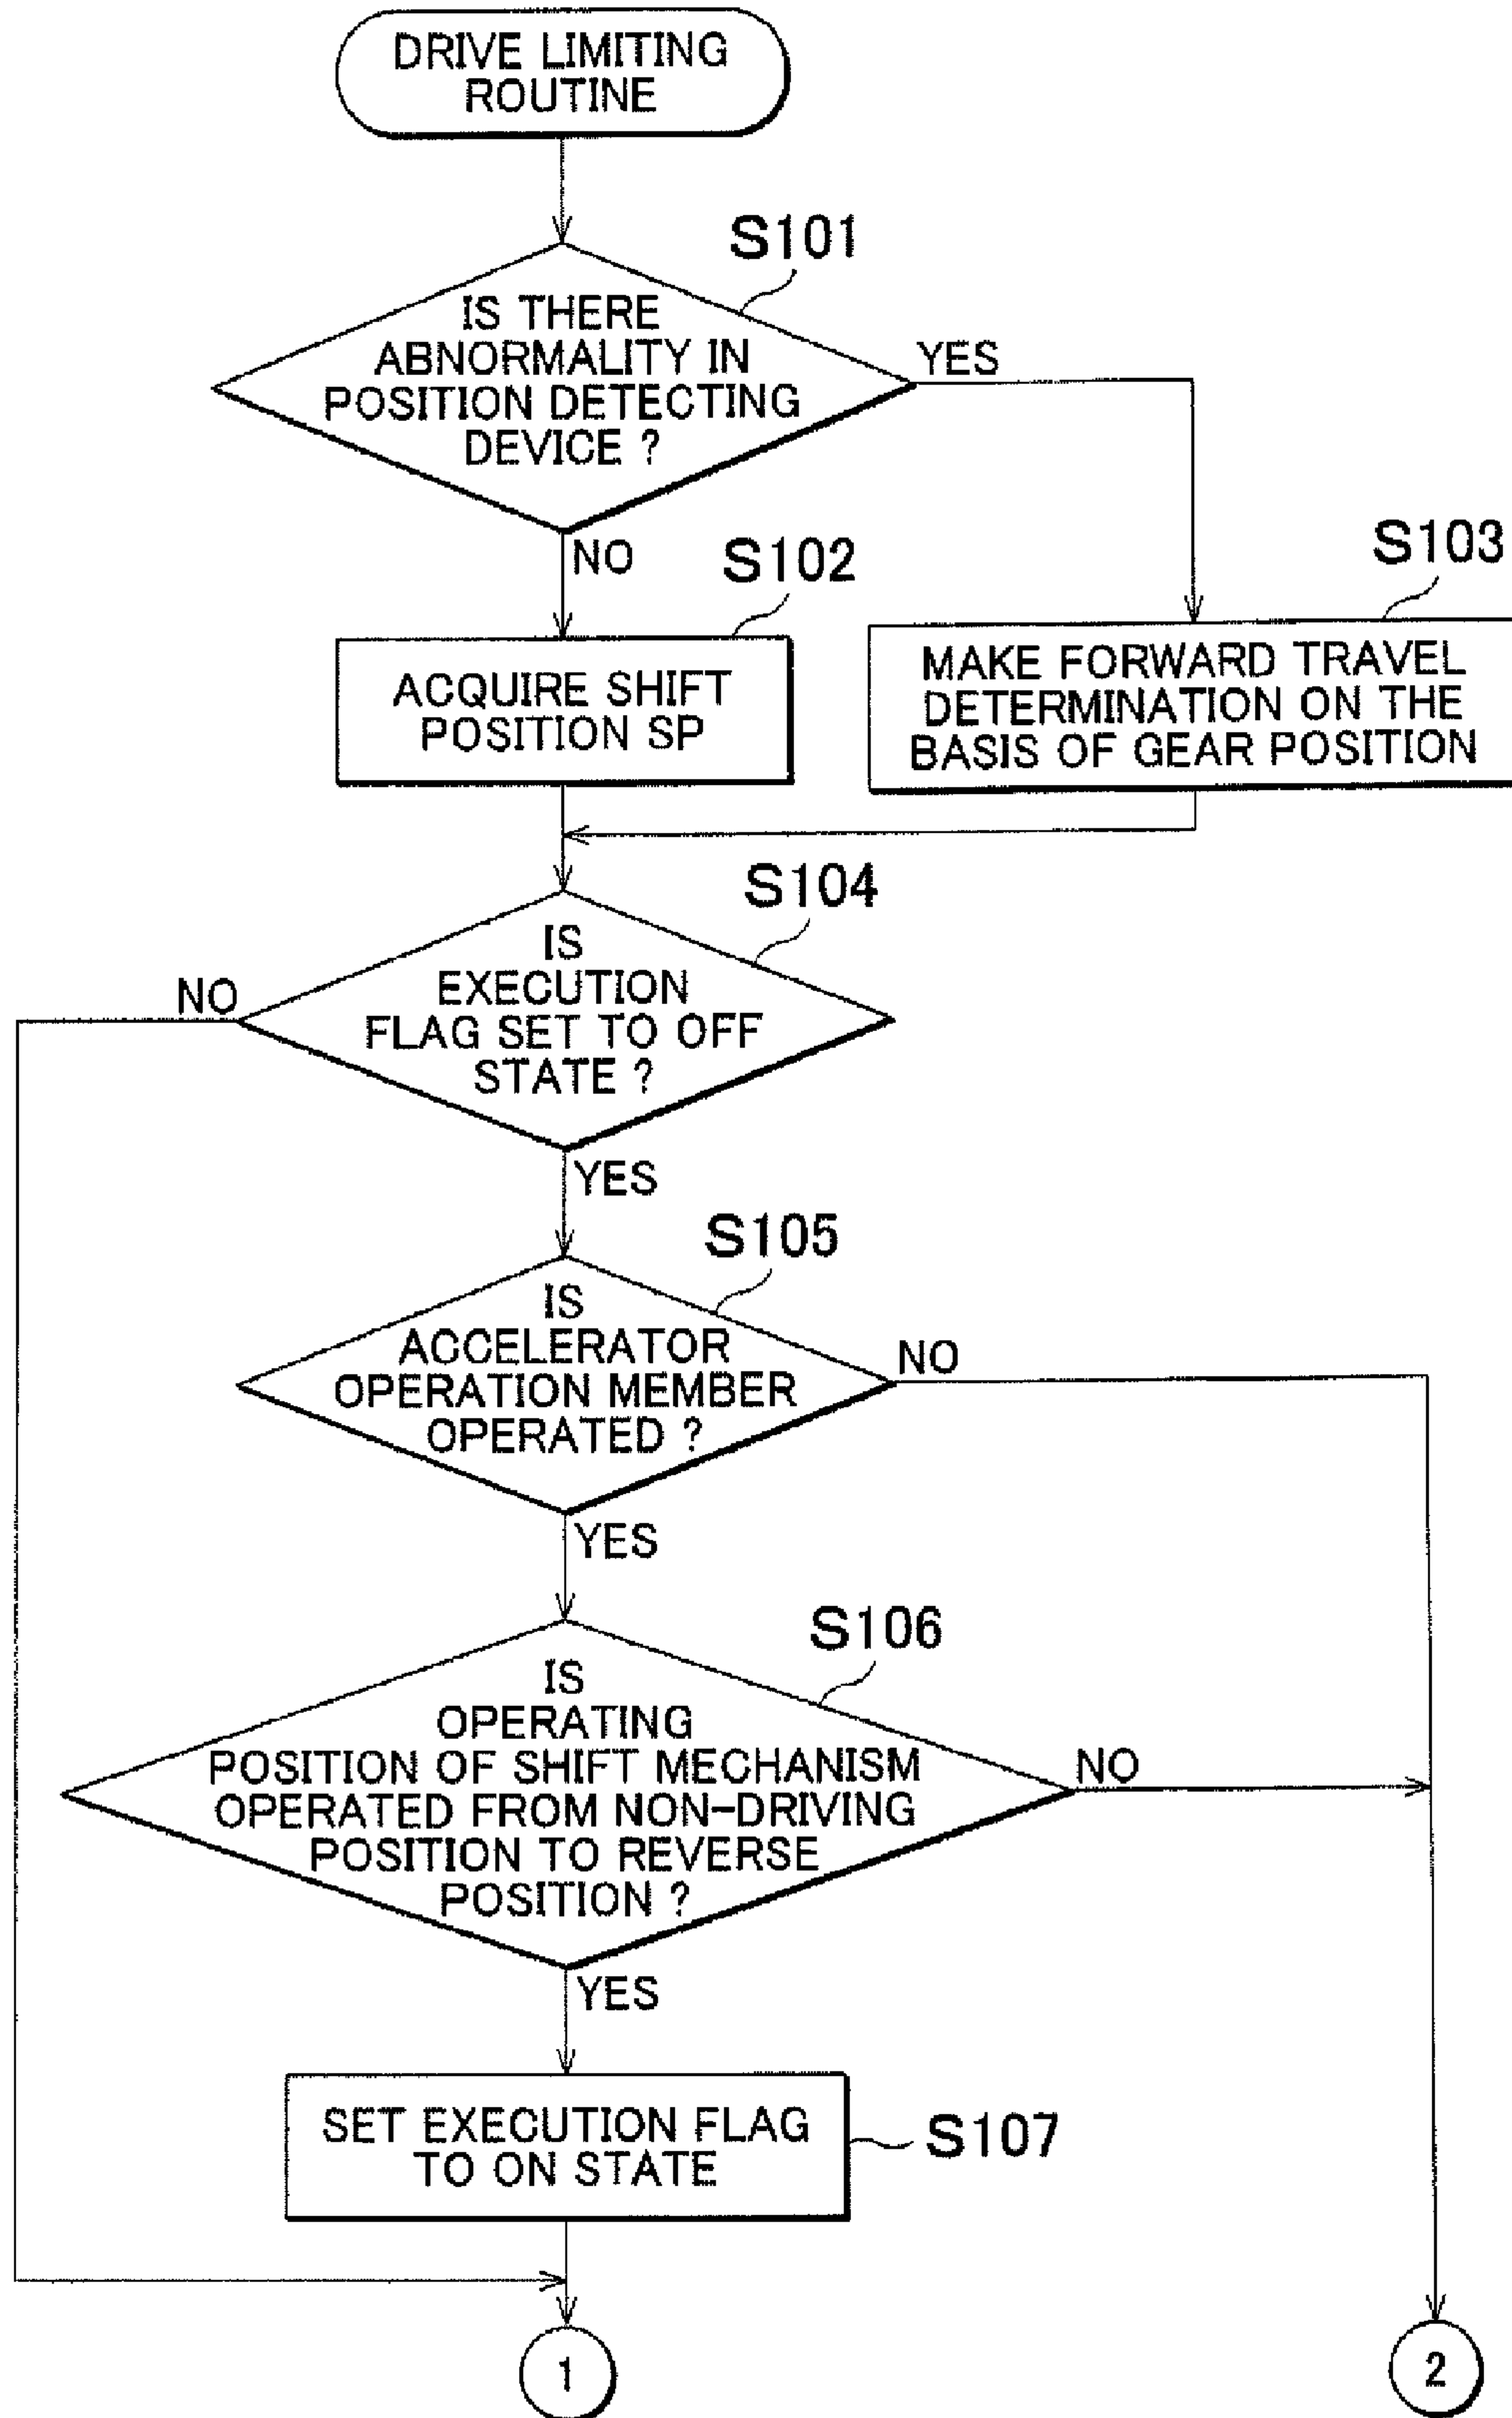 DRIVE LIMITING
ROUTINE
S101
IS THERE
ABNORMALITY IN
POSITION DETECTING
DEVICE ?
YES
NO
S102
ACQUIRE SHIFT
POSITION SP
S103
MAKE FORWARD TRAVEL
DETERMINATION ON THE
BASIS OF GEAR POSITION
S104
IS
EXECUTION
FLAG SET TO OFF
STATE ?
NO
YES
S105
IS
ACCELERATOR
OPERATION MEMBER
OPERATED ?
NO
YES
S106
IS
OPERATING
POSITION OF SHIFT MECHANISM
OPERATED FROM NON-DRIVING
POSITION TO REVERSE
POSITION ?
NO
YES
SET EXECUTION FLAG
TO ON STATE
S107
1
2